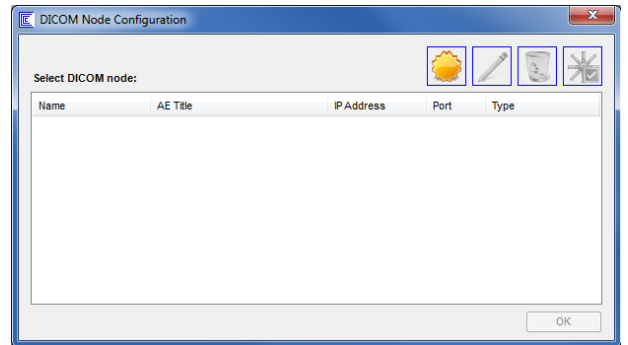 DICOM Node Configuration
Select DICOM node:
Name AE Title IP Address Port Type
OK